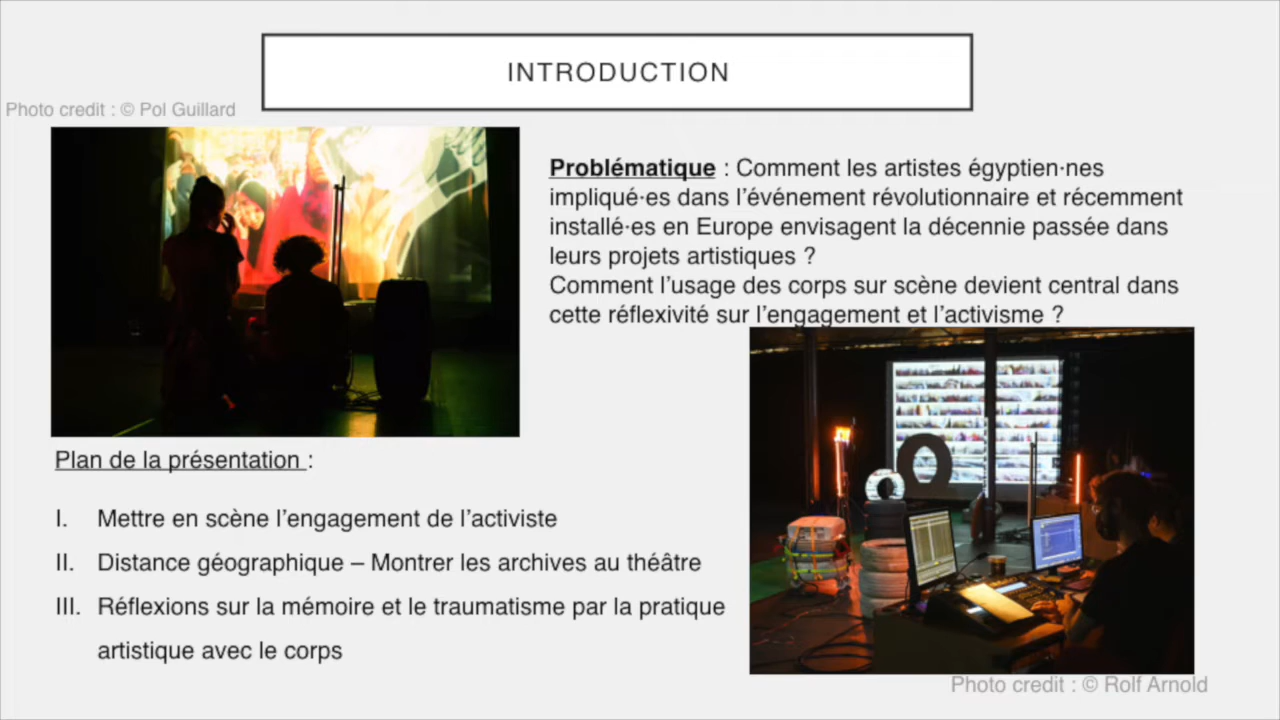 INTRODUCTION
Photo credit : © Pol Guillard
Problématique : Comment les artistes égyptien·nes
impliqué·es dans l’événement révolutionnaire et récemment
installé·es en Europe envisagent la décennie passée dans
leurs projets artistiques ?
Comment l’usage des corps sur scène devient central dans
cette réflexivité sur l’engagement et l’activisme ?
Plan de la présentation :
I. Mettre en scène l’engagement de l’activiste
II. Distance géographique – Montrer les archives au théâtre
III. Réflexions sur la mémoire et le traumatisme par la pratique
artistique avec le corps
Photo credit : © Rolf Arnold